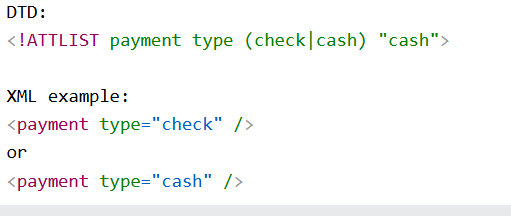 DTD:
<!ATTLIST payment type (check|cash) "cash">
XML example:
<payment type="check" />
or
<payment type="cash" />